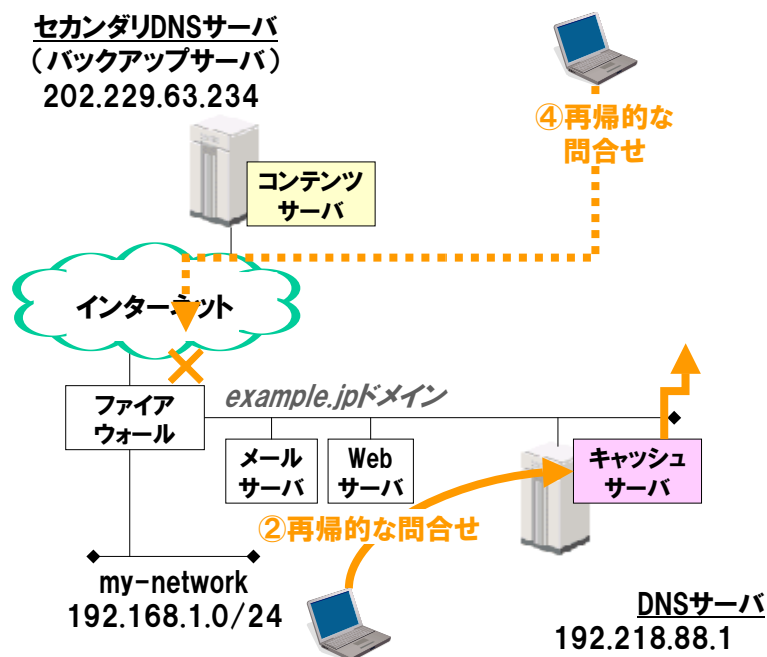 セカンダリDNSサーバ
（バックアップサーバ）
202.229.63.234
④再帰的な
問合せ
コンテンツ
サーバ
インターネット
ファイア
ウォール
example.jpドメイン
メール
サーバ
Web
サーバ
キャッシュ
サーバ
②再帰的な問合せ
my-network
192.168.1.0/24
DNSサーバ
192.218.88.1